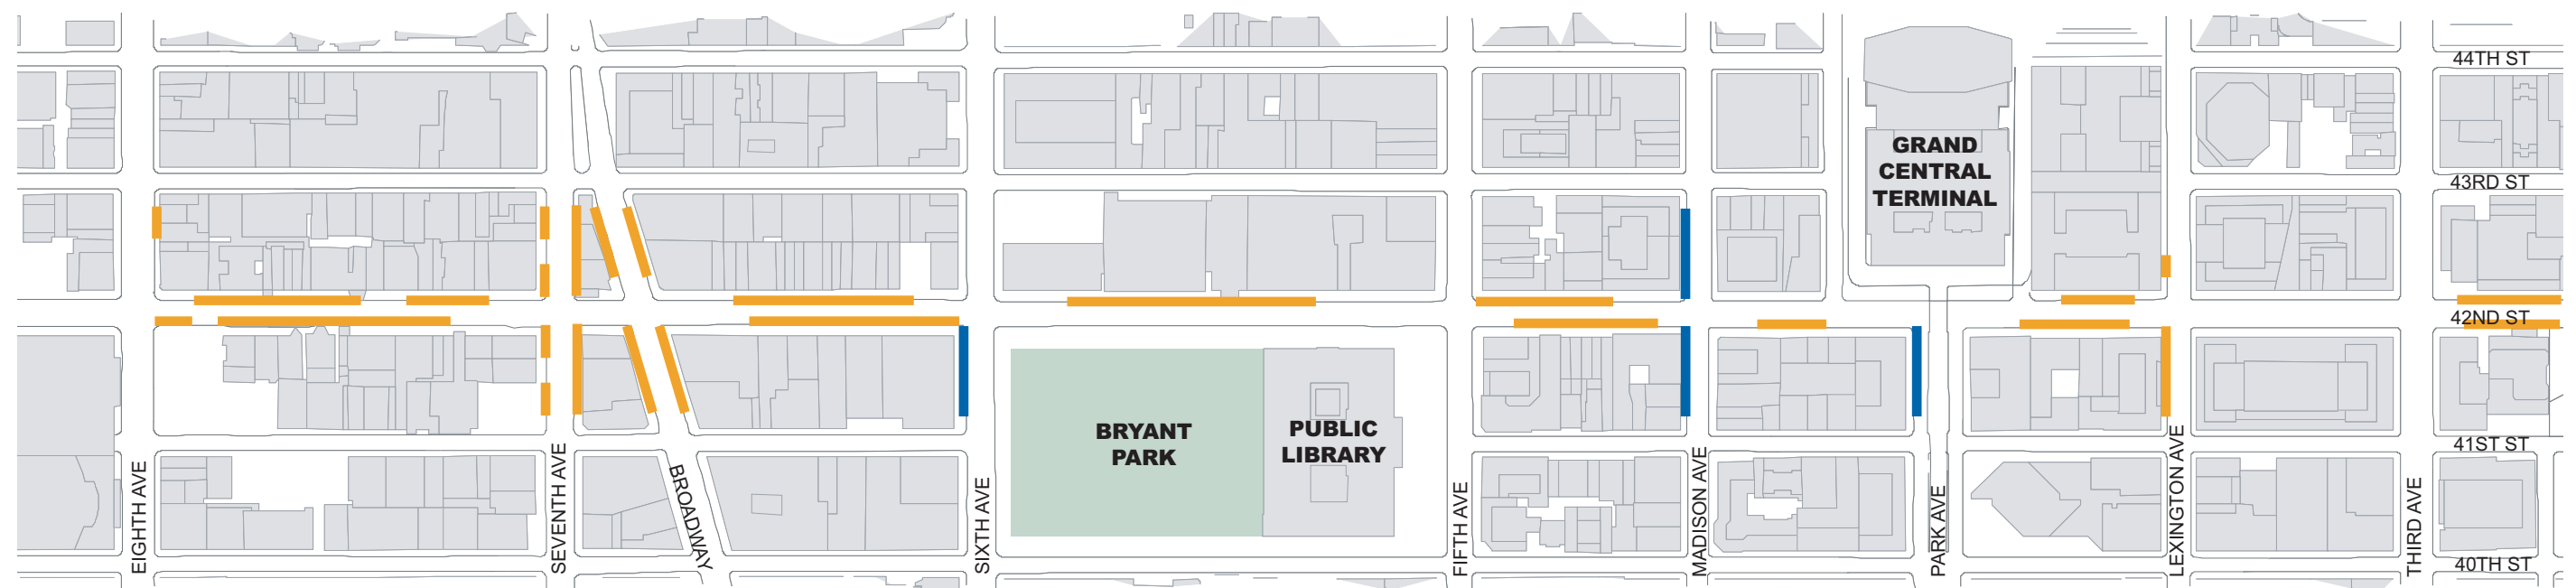 44TH ST
GRAND
CENTRAL
TERMINAL
43RD ST
42ND ST
BRYANT
PARK
PUBLIC
LIBRARY
41ST ST
EIGHTH AVE
SEVENTH AVE
BROADWAY
SIXTH AVE
FIFTH AVE
MADISON AVE
PARK AVE
LEXINGTON AVE
THIRD AVE
40TH ST